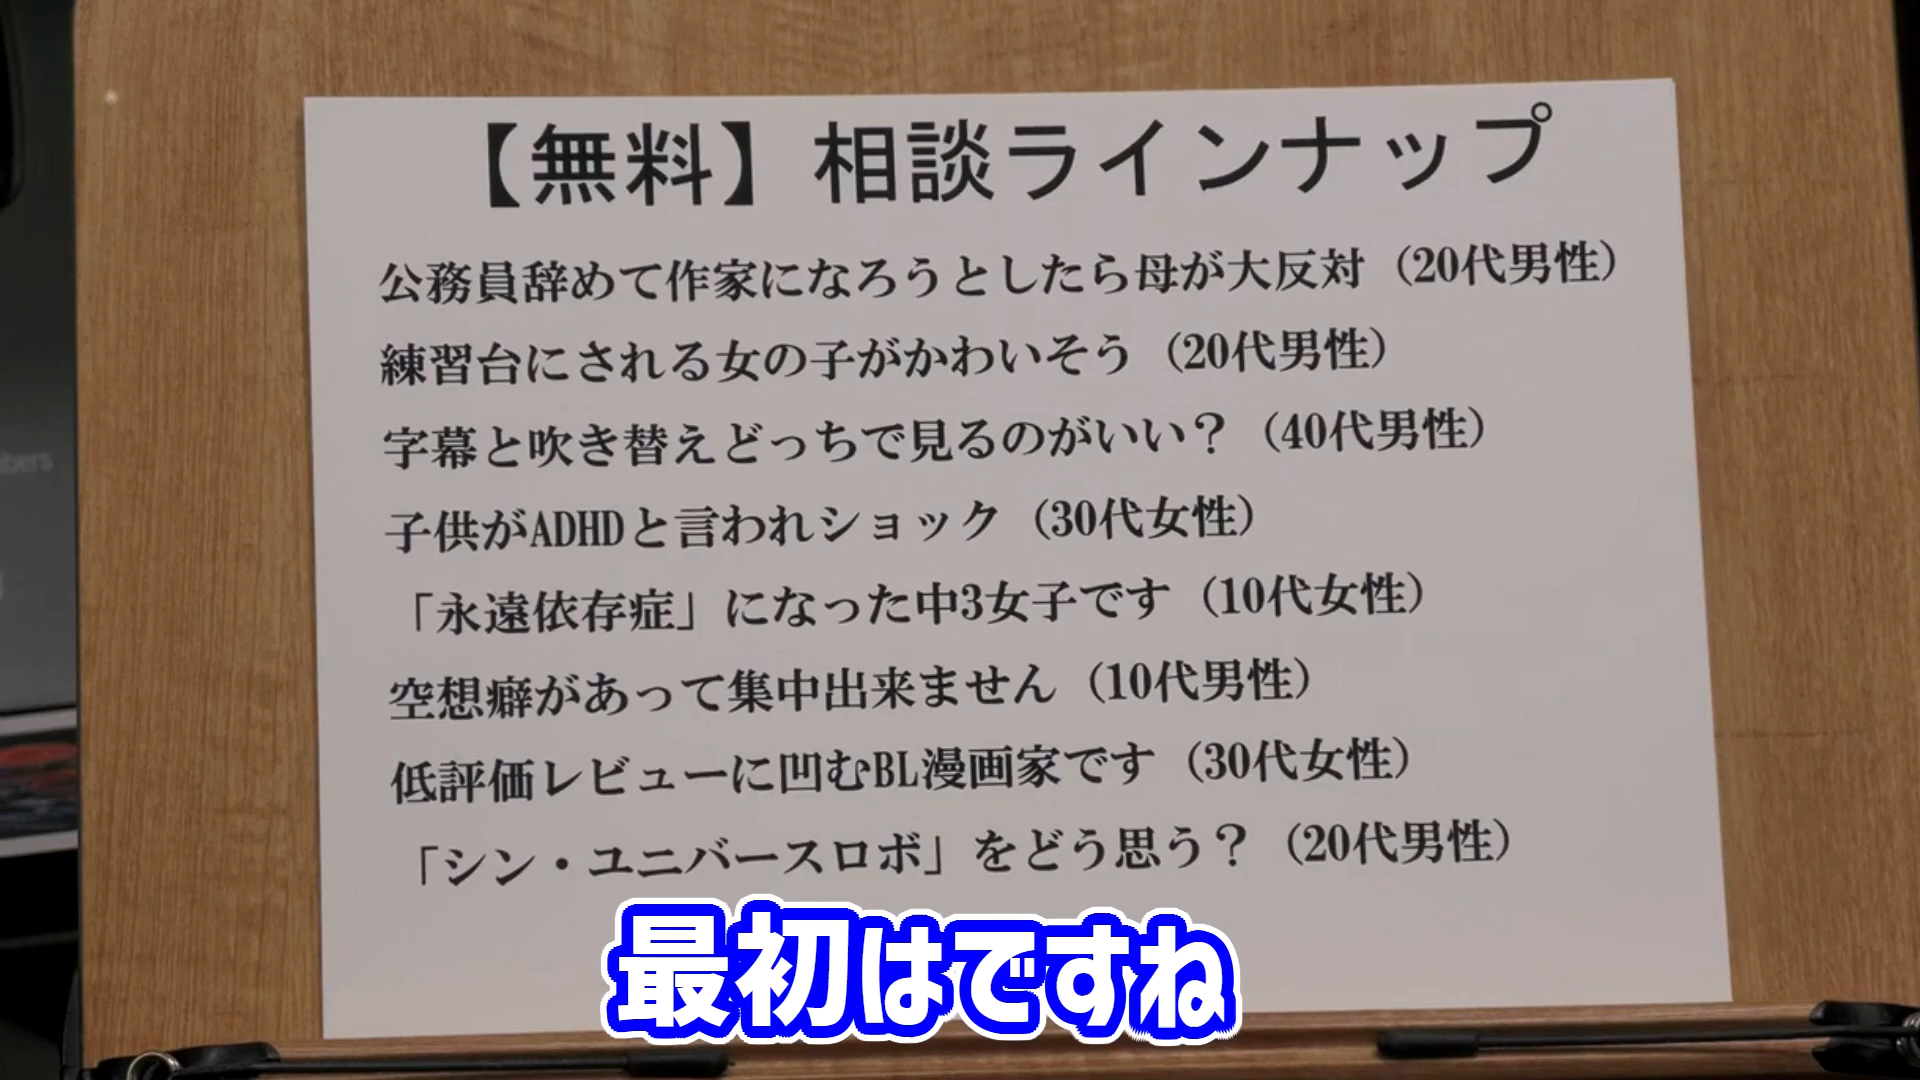 【無料】相談ラインナップ
公務員辞めて作家になろうとしたら母が大反対（20代男性）
練習台にされる女の子がかわいそう（20代男性）
字幕と吹き替えどっちで見るのがいい？（40代男性）
子供がADHDと言われショック（30代女性）
「永遠依存症」になった中3女子です（10代女性）
空想癖があって集中出来ません（10代男性）
低評価レビューに凹むBL漫画家です（30代女性）
「シン・ユニバースロボ」をどう思う？（20代男性）
最初はですね